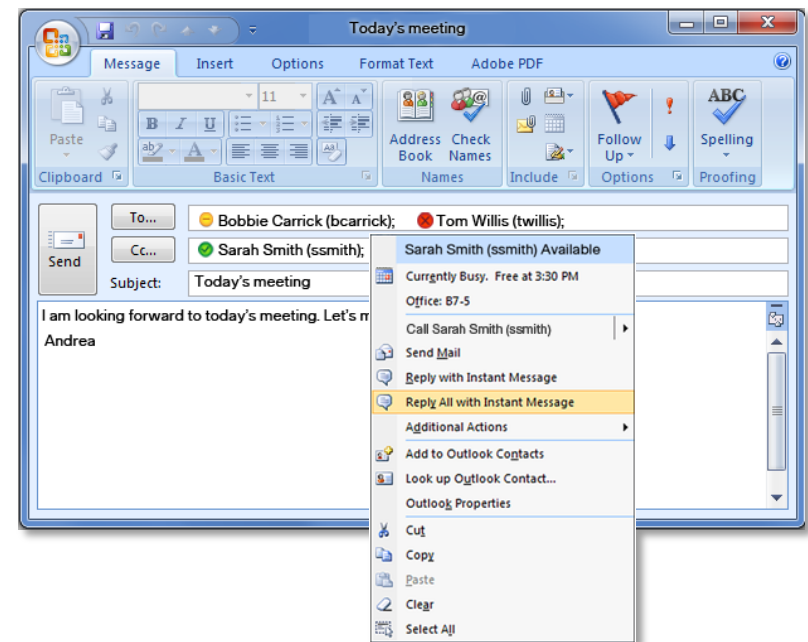 Today's meeting
Message Insert Options Format Text Adobe PDF
11 A A ABC
Paste B I U Address Book Check Names Follow Up Spelling
ab A Aa
Clipboard Basic Text Names Include Options Proofing
To... Bobbie Carrick (bcarrick); Tom Willis (twillis);
Send Cc... Sarah Smith (ssmith);
Subject: Today's meeting
I am looking forward to today's meeting. Let's
Andrea
Sarah Smith (ssmith) Available
Currently Busy. Free at 3:30 PM
Office: B7-5
Call Sarah Smith (ssmith)
Send Mail
Reply with Instant Message
Reply All with Instant Message
Additional Actions
Add to Outlook Contacts
Look up Outlook Contact...
Outlook Properties
Cut
Copy
Paste
Clear
Select All